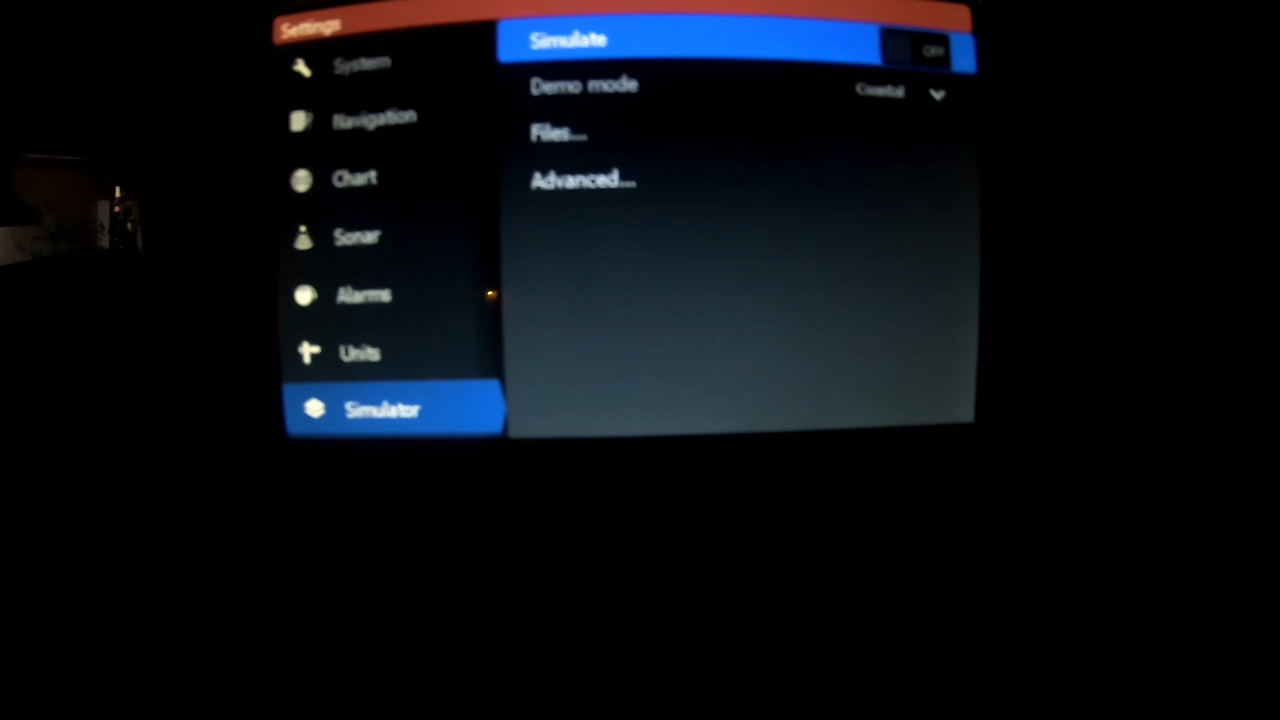 Settings
System
Navigation
Chart
Sonar
Alarms
Units
Simulator
Simulate OFF
Demo mode Coastal
Files...
Advanced...